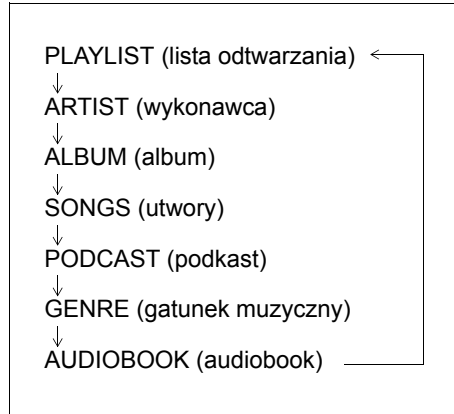 PLAYLIST (lista odtwarzania)
ARTIST (wykonawca)
ALBUM (album)
SONGS (utwory)
PODCAST (podkast)
GENRE (gatunek muzyczny)
AUDIOBOOK (audiobook)